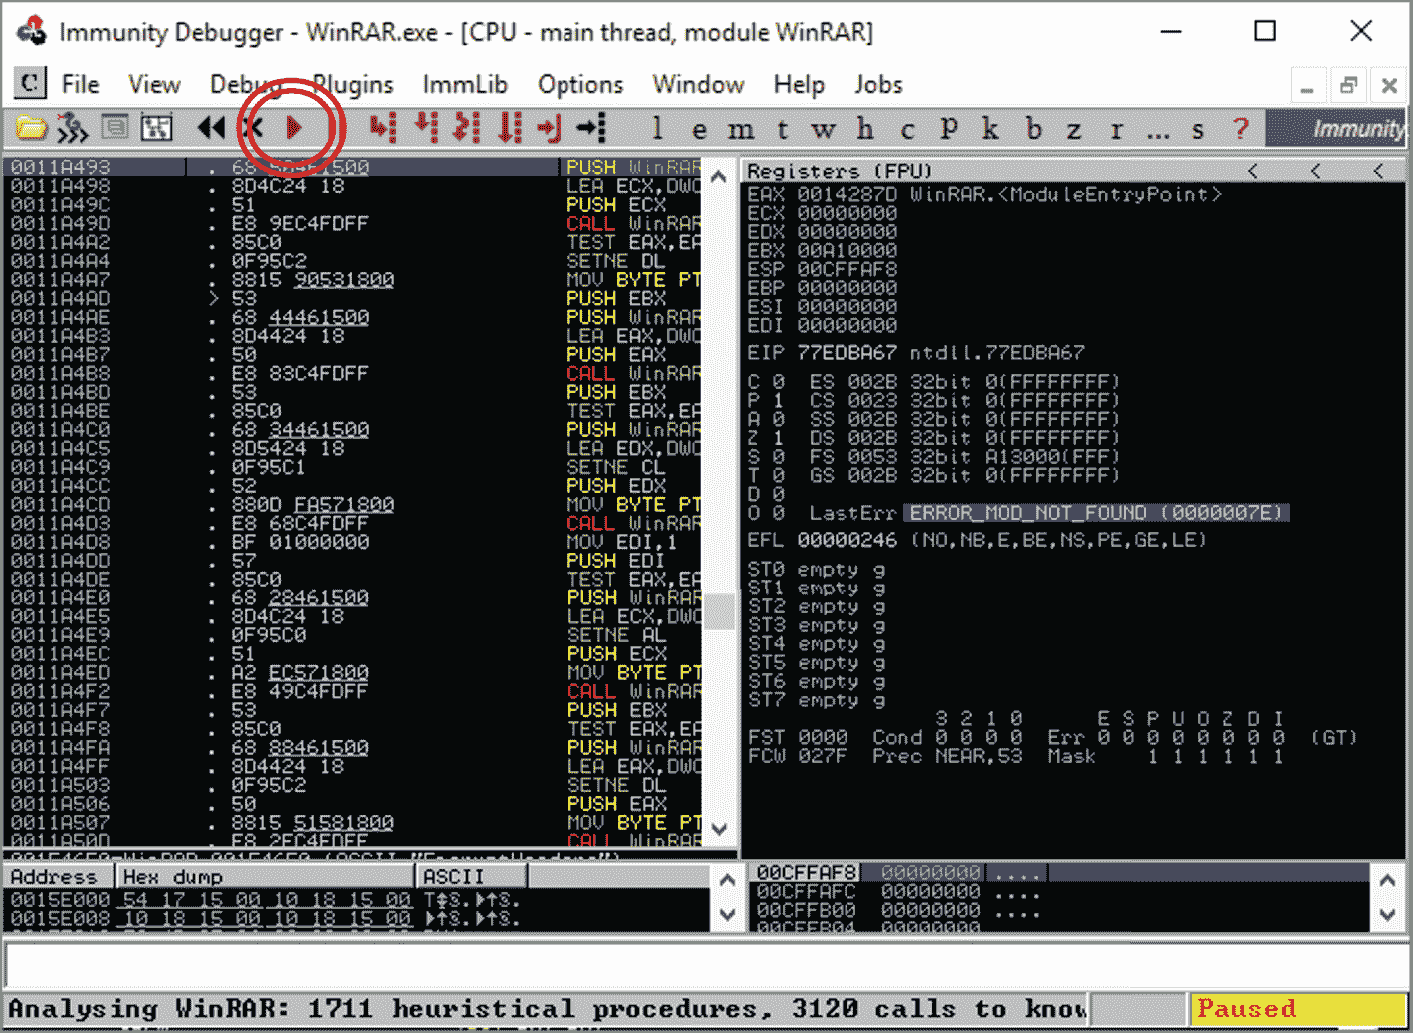 Immunity Debugger - WinRAR.exe - [CPU - main thread, module WinRAR]
C File View Debug Plugins ImmLib Options Window Help Jobs
l e m t w h c P k b z r ... s ? Immunity
0011A493 . 68 50461500 PUSH WinRAR
0011A498 . 8D4C24 18 LEA ECX,DWO
0011A49C . 51 PUSH ECX
0011A49D . E8 9EC4FDFF CALL WinRAR
0011A4A2 . 85C0 TEST EAX,EA
0011A4A4 . 0F95C2 SETNE DL
0011A4A7 . 8815 90531800 MOV BYTE PT
0011A4AD > 53 PUSH EBX
0011A4AE . 68 44461500 PUSH WinRAR
0011A4B3 . 8D4424 18 LEA EAX,DWO
0011A4B7 . 50 PUSH EAX
0011A4B8 . E8 83C4FDFF CALL WinRAR
0011A4BD . 53 PUSH EBX
0011A4BE . 85C0 TEST EAX,EA
0011A4C0 . 68 34461500 PUSH WinRAR
0011A4C5 . 8D5424 18 LEA EDX,DWO
0011A4C9 . 0F95C1 SETNE CL
0011A4CC . 52 PUSH EDX
0011A4CD . 880D FA571800 MOV BYTE PT
0011A4D3 . E8 68C4FDFF CALL WinRAR
0011A4D8 . BF 01000000 MOV EDI,1
0011A4DD . 57 PUSH EDI
0011A4DE . 85C0 TEST EAX,EA
0011A4E0 . 68 28461500 PUSH WinRAR
0011A4E5 . 8D4C24 18 LEA ECX,DWO
0011A4E9 . 0F95C0 SETNE AL
0011A4EC . 51 PUSH ECX
0011A4ED . A2 EC571800 MOV BYTE PT
0011A4F2 . E8 49C4FDFF CALL WinRAR
0011A4F7 . 53 PUSH EBX
0011A4F8 . 85C0 TEST EAX,EA
0011A4FA . 68 38461500 PUSH WinRAR
0011A4FF . 8D4424 18 LEA EAX,DWO
0011A503 . 0F95C2 SETNE DL
0011A506 . 50 PUSH EAX
0011A507 . 8815 51581800 MOV BYTE PT
0011A50D . E8 2EC4FDFF CALL WinRAR
Registers (FPU) < < <
EAX 0014287D WinRAR.<ModuleEntryPoint>
ECX 00000000
EDX 00000000
EBX 00A10000
ESP 00CFFAF8
EBP 00000000
ESI 00000000
EDI 00000000
EIP 77EDBA67 ntdll.77EDBA67
C 0 ES 002B 32bit 0(FFFFFFFF)
P 1 CS 0023 32bit 0(FFFFFFFF)
A 0 SS 002B 32bit 0(FFFFFFFF)
Z 1 DS 002B 32bit 0(FFFFFFFF)
S 0 FS 0053 32bit A13000(FFF)
T 0 GS 002B 32bit 0(FFFFFFFF)
D 0
O 0 LastErr ERROR_MOD_NOT_FOUND (0000007E)
EFL 00000246 (NO,NB,E,BE,NS,PE,GE,LE)
ST0 empty g
ST1 empty g
ST2 empty g
ST3 empty g
ST4 empty g
ST5 empty g
ST6 empty g
ST7 empty g
3 2 1 0 E S P U O Z D I
FST 0000 Cond 0 0 0 0 Err 0 0 0 0 0 0 0 0 (GT)
FCW 027F Prec NEAR,53 Mask 1 1 1 1 1 1
Address Hex dump ASCII
0015E000 54 17 15 00 10 18 15 00
0015E008 10 18 15 00 10 18 15 00
00CFFAF8 00000000 ....
00CFFAFC 00000000 ....
00CFFB00 00000000 ....
00CFFB04 00000000
Analysing WinRAR: 1711 heuristical procedures, 3120 calls to know
Paused